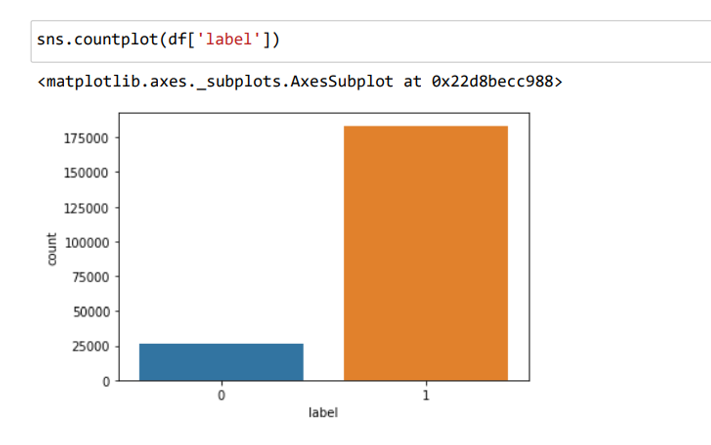 sns.countplot(df['label'])
<matplotlib.axes._subplots.AxesSubplot at 0x22d8becc988>
175000
150000
125000
100000
75000
50000
25000
0
count
0 1
label